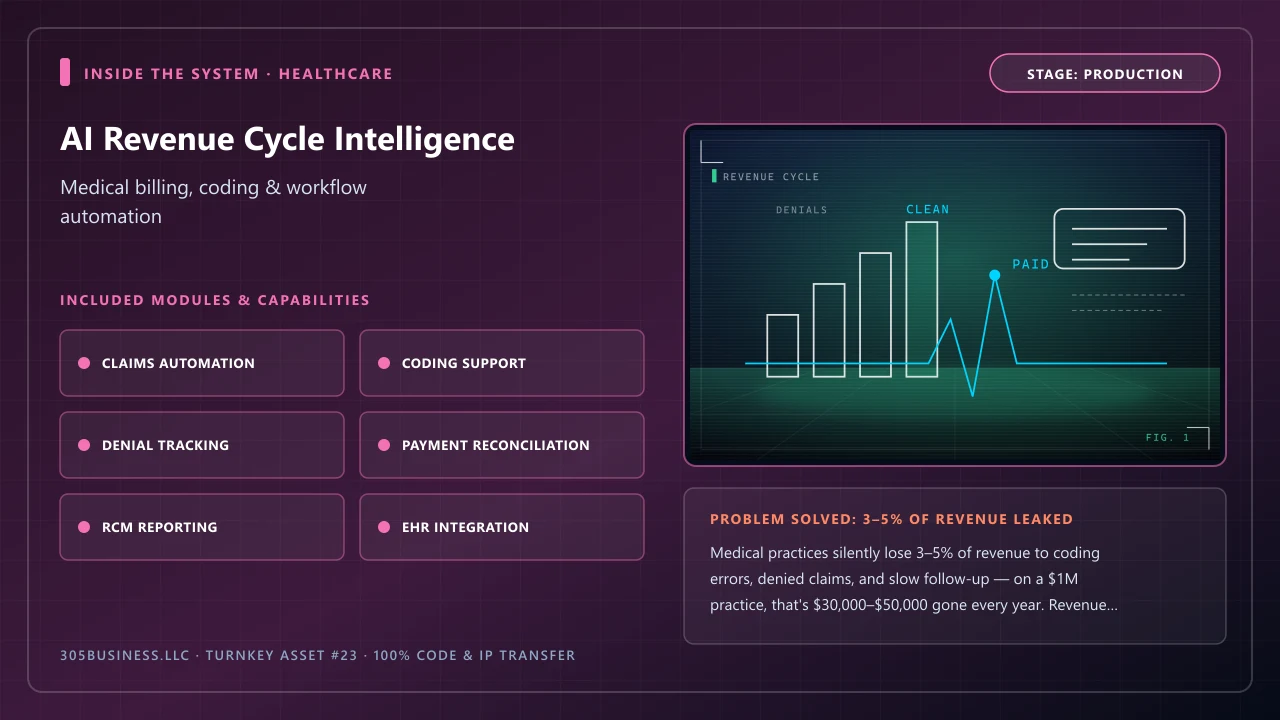 INSIDE THE SYSTEM · HEALTHCARE
STAGE: PRODUCTION
AI Revenue Cycle Intelligence
Medical billing, coding & workflow
automation
INCLUDED MODULES & CAPABILITIES
CLAIMS AUTOMATION
CODING SUPPORT
DENIAL TRACKING
PAYMENT RECONCILIATION
RCM REPORTING
EHR INTEGRATION
REVENUE CYCLE
DENIALS
CLEAN
PAID
FIG. 1
PROBLEM SOLVED: 3–5% OF REVENUE LEAKED
Medical practices silently lose 3–5% of revenue to coding
errors, denied claims, and slow follow-up — on a $1M
practice, that's $30,000–$50,000 gone every year. Revenue...
305BUSINESS.LLC · TURNKEY ASSET #23 · 100% CODE & IP TRANSFER